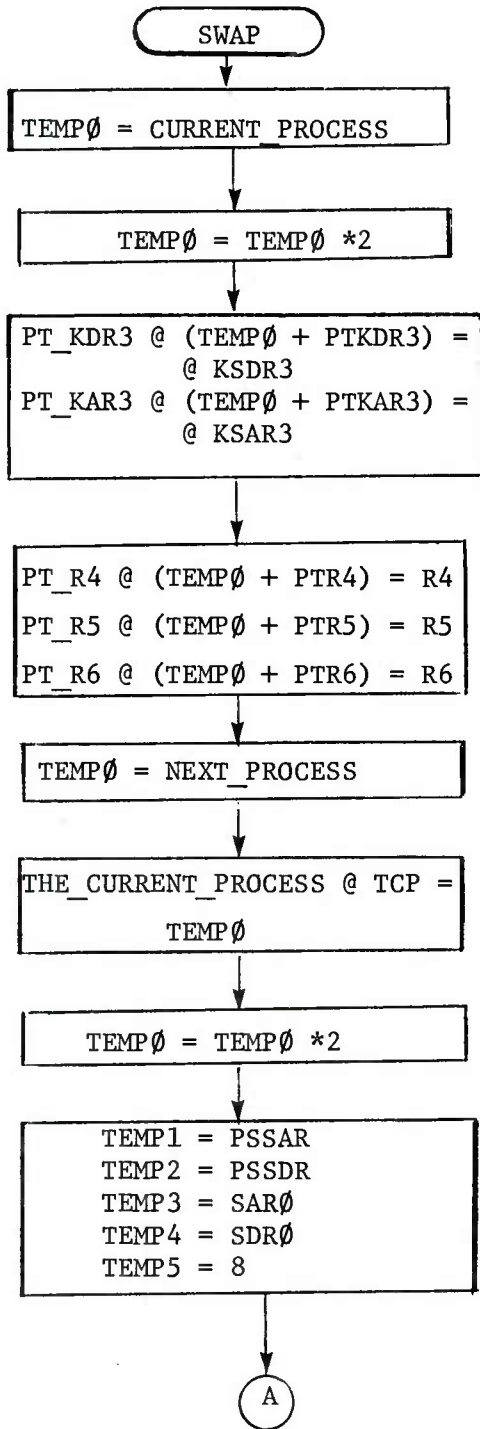 SWAP
TEMPØ = CURRENT_PROCESS
TEMPØ = TEMPØ *2
PT_KDR3 @ (TEMPØ + PTKDR3) =
@ KSDR3
PT_KAR3 @ (TEMPØ + PTKAR3) =
@ KSAR3
PT_R4 @ (TEMPØ + PTR4) = R4
PT_R5 @ (TEMPØ + PTR5) = R5
PT_R6 @ (TEMPØ + PTR6) = R6
TEMPØ = NEXT_PROCESS
THE_CURRENT_PROCESS @ TCP =
TEMPØ
TEMPØ = TEMPØ *2
TEMP1 = PSSAR
TEMP2 = PSSDR
TEMP3 = SARØ
TEMP4 = SDRØ
TEMP5 = 8
A